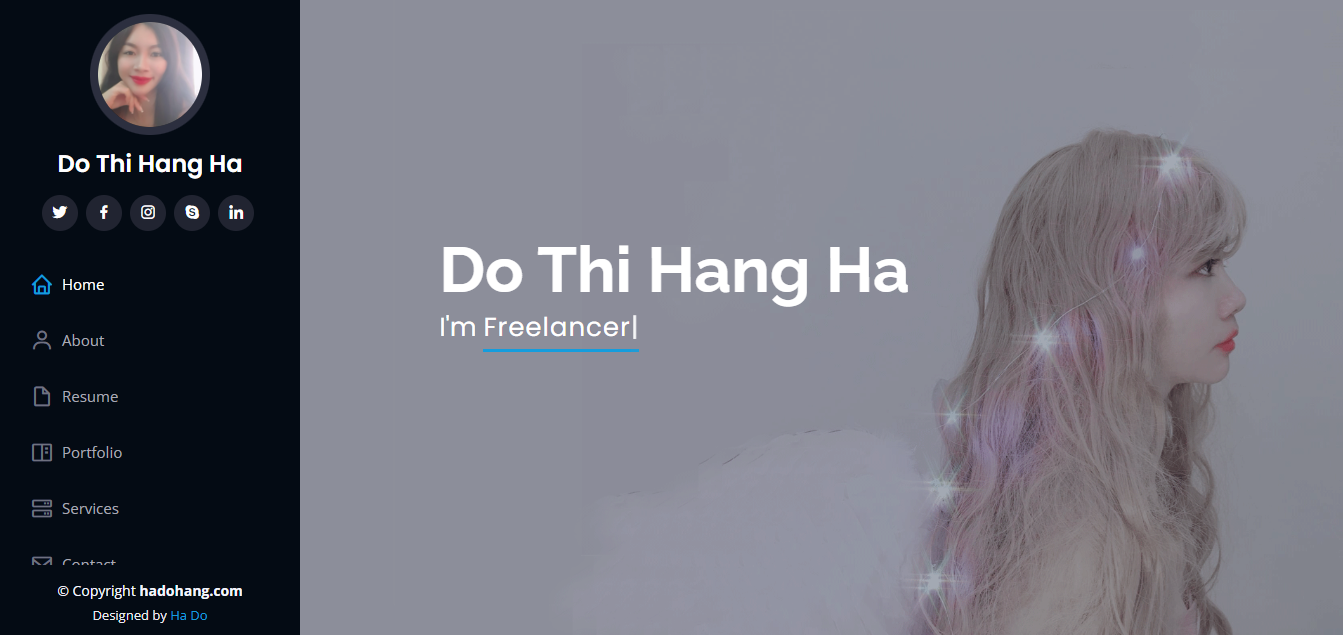 Do Thi Hang Ha
Home
About
Resume
Portfolio
Services
Contact
© Copyright hadohang.com
Designed by Ha Do
Do Thi Hang Ha
I'm Freelancer|